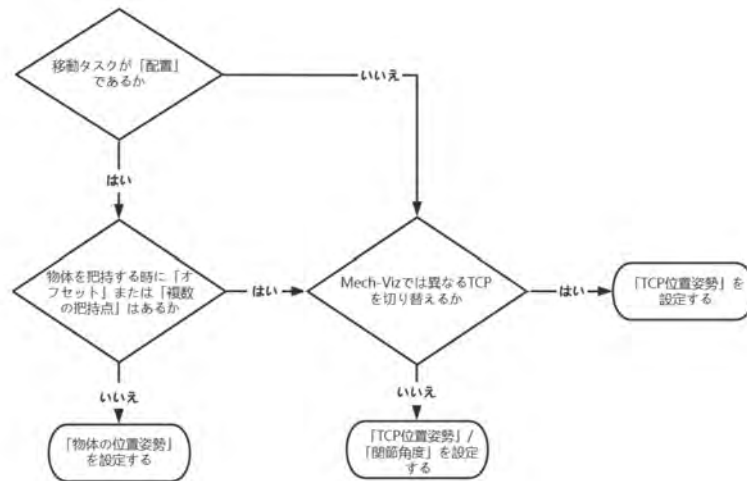 移動タスクが「配置」
であるか
いいえ
はい
物体を把持する時に「オ
フセット」または「複数
の把持点」はあるか
はい
Mech-Vizでは異なるTCP
を切り替えるか
はい
「TCP位置姿勢」を
設定する
いいえ
「物体の位置姿勢」
を設定する
いいえ
「TCP位置姿勢」/
「関節角度」を設定
する